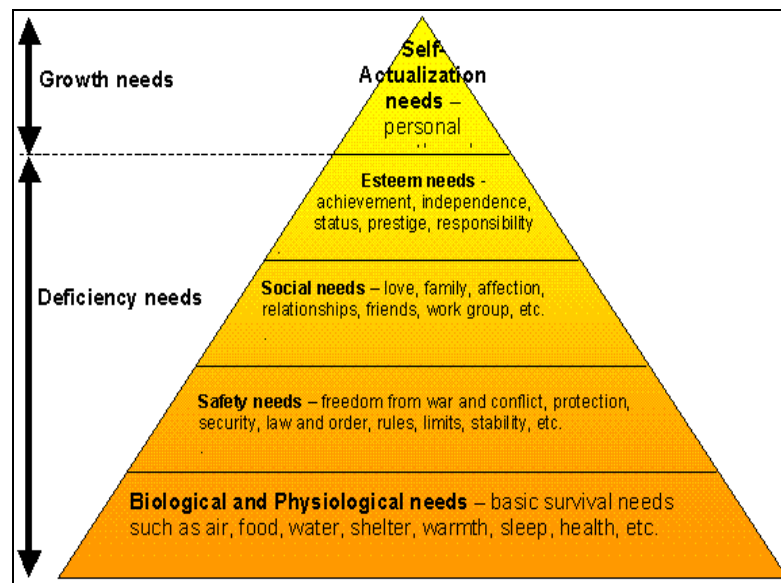 Growth needs
Self-
Actualization
needs –
personal
Esteem needs -
achievement, independence,
status, prestige, responsibility
Deficiency needs
Social needs – love, family, affection,
relationships, friends, work group, etc.
Safety needs – freedom from war and conflict, protection,
security, law and order, rules, limits, stability, etc.
Biological and Physiological needs – basic survival needs
such as air, food, water, shelter, warmth, sleep, health, etc.